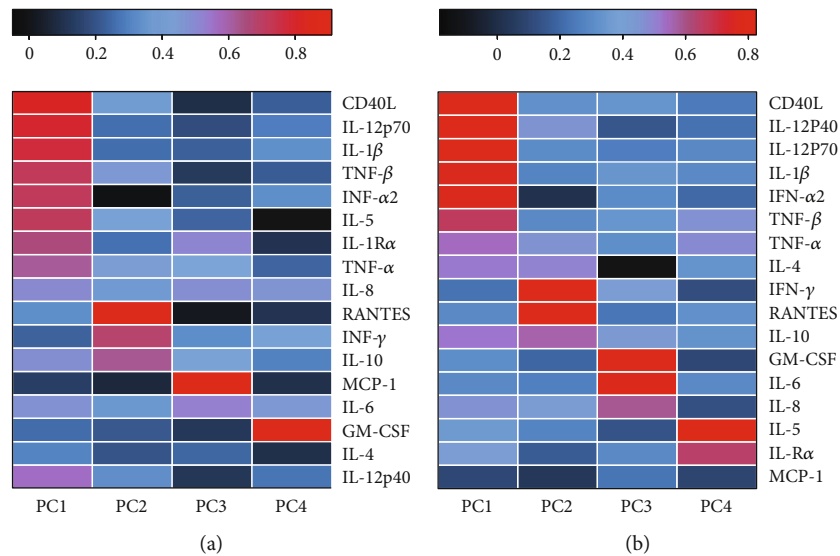 0 0.2 0.4 0.6 0.8
CD40L
IL-12p70
IL-1β
TNF-β
INF-α2
IL-5
IL-1Rα
TNF-α
IL-8
RANTES
INF-γ
IL-10
MCP-1
IL-6
GM-CSF
IL-4
IL-12p40
PC1 PC2 PC3 PC4
(a)
0 0.2 0.4 0.6 0.8
CD40L
IL-12P40
IL-12P70
IL-1β
IFN-α2
TNF-β
TNF-α
IL-4
IFN-γ
RANTES
IL-10
GM-CSF
IL-6
IL-8
IL-5
IL-Rα
MCP-1
PC1 PC2 PC3 PC4
(b)